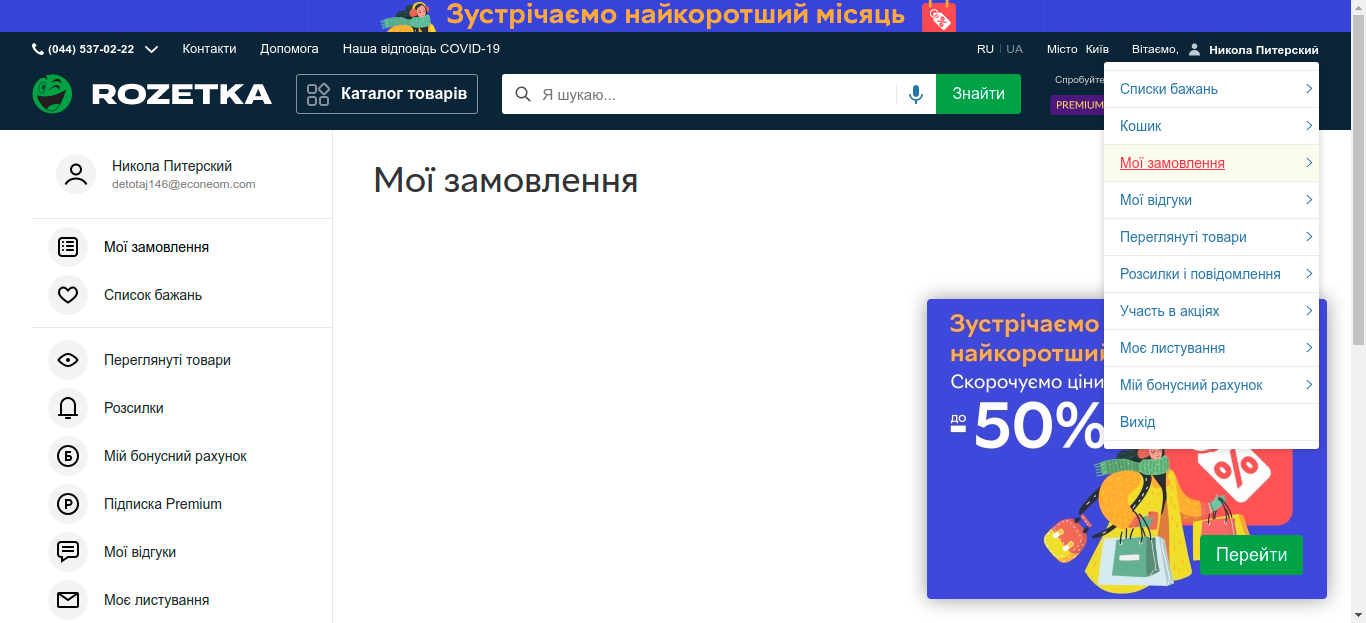 Зустрічаємо найкоротший місяць
(044) 537-02-22
Контакти
Допомога
Наша відповідь COVID-19
RU
UA
Місто Київ
Вітаємо,
Никола Питерский
ROZETKA
Каталог товарів
Я шукаю...
Знайти
Спробуйте
PREMIUM
Никола Питерский
detotaj146@econeom.com
Мої замовлення
Список бажань
Переглянуті товари
Розсилки
Мій бонусний рахунок
Підписка Premium
Мої відгуки
Моє листування
Мої замовлення
Списки бажань
Кошик
Мої замовлення
Мої відгуки
Переглянуті товари
Розсилки і повідомлення
Участь в акціях
Моє листування
Мій бонусний рахунок
Вихід
Зустрічаємо
найкоротший
Скорочуємо ціни
до
-50%
Перейти